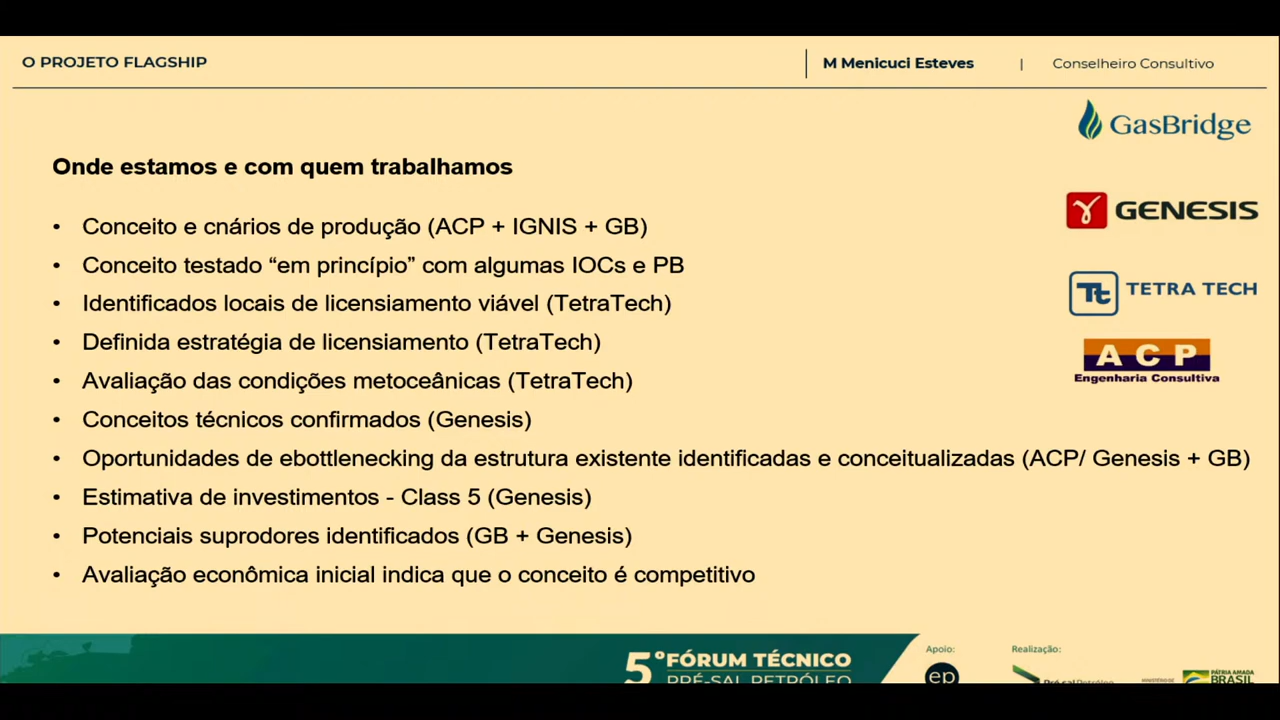 O PROJETO FLAGSHIP
M Menicuci Esteves | Conselheiro Consultivo
GasBridge
Onde estamos e com quem trabalhamos
GENESIS
• Conceito e cnários de produção (ACP + IGNIS + GB)
• Conceito testado “em princípio” com algumas IOCs e PB
Tt TETRA TECH
• Identificados locais de licensiamento viável (TetraTech)
• Definida estratégia de licensiamento (TetraTech)
ACP
Engenharia Consultiva
• Avaliação das condições metoceânicas (TetraTech)
• Conceitos técnicos confirmados (Genesis)
• Oportunidades de ebottlenecking da estrutura existente identificadas e conceitualizadas (ACP/ Genesis + GB)
• Estimativa de investimentos - Class 5 (Genesis)
• Potenciais suprodores identificados (GB + Genesis)
• Avaliação econômica inicial indica que o conceito é competitivo
5º FÓRUM TÉCNICO
PRÉ-SAL PETRÓLEO
Apoio:
ep
Realização:
Pré-sal Petróleo
MINISTÉRIO DE
PÁTRIA AMADA
BRASIL